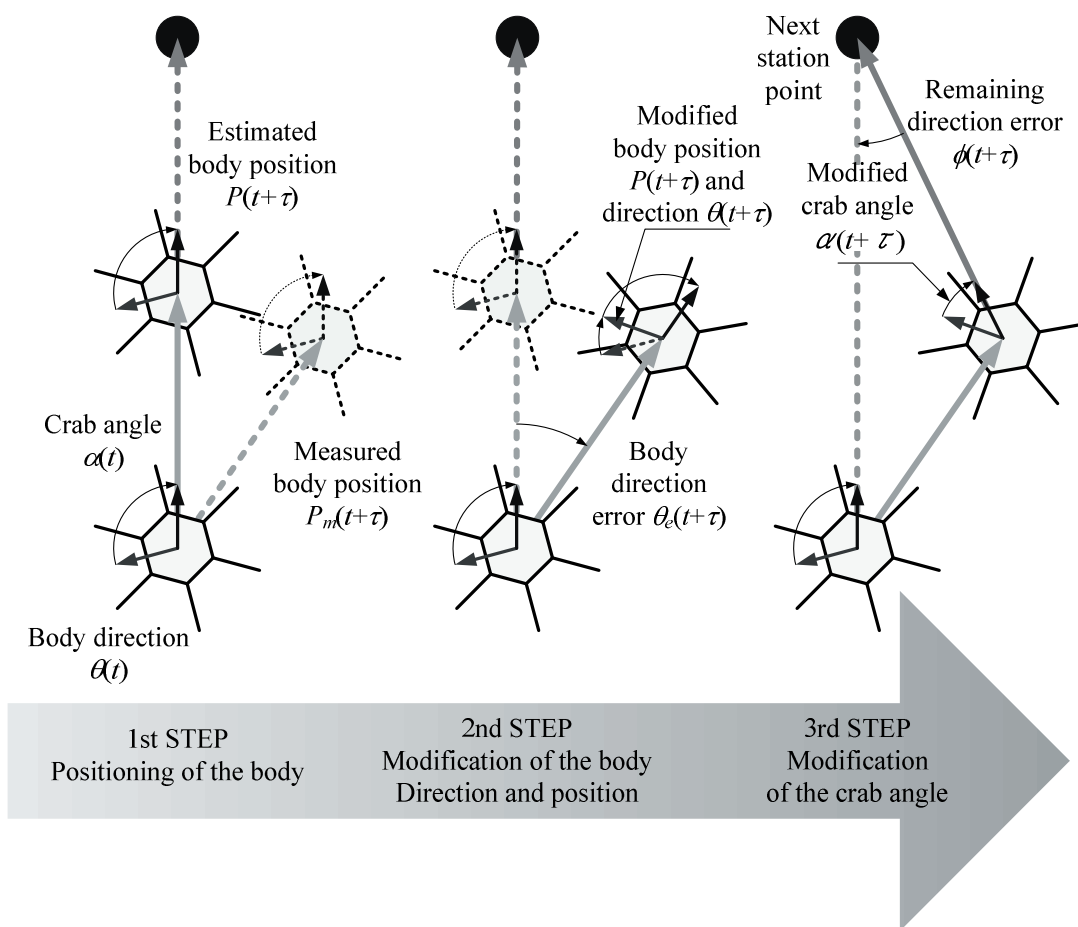 Estimated
body position
P(t+τ)
Crab angle
α(t)
Measured
body position
Pm(t+τ)
Body direction
θ(t)
Modified
body position
P(t+τ) and
direction θ(t+τ)
Body
direction
error θe(t+τ)
Next
station
point
Remaining
direction error
ϕ(t+τ)
Modified
crab angle
α(t+ τ)
1st STEP
Positioning of the body
2nd STEP
Modification of the body
Direction and position
3rd STEP
Modification
of the crab angle